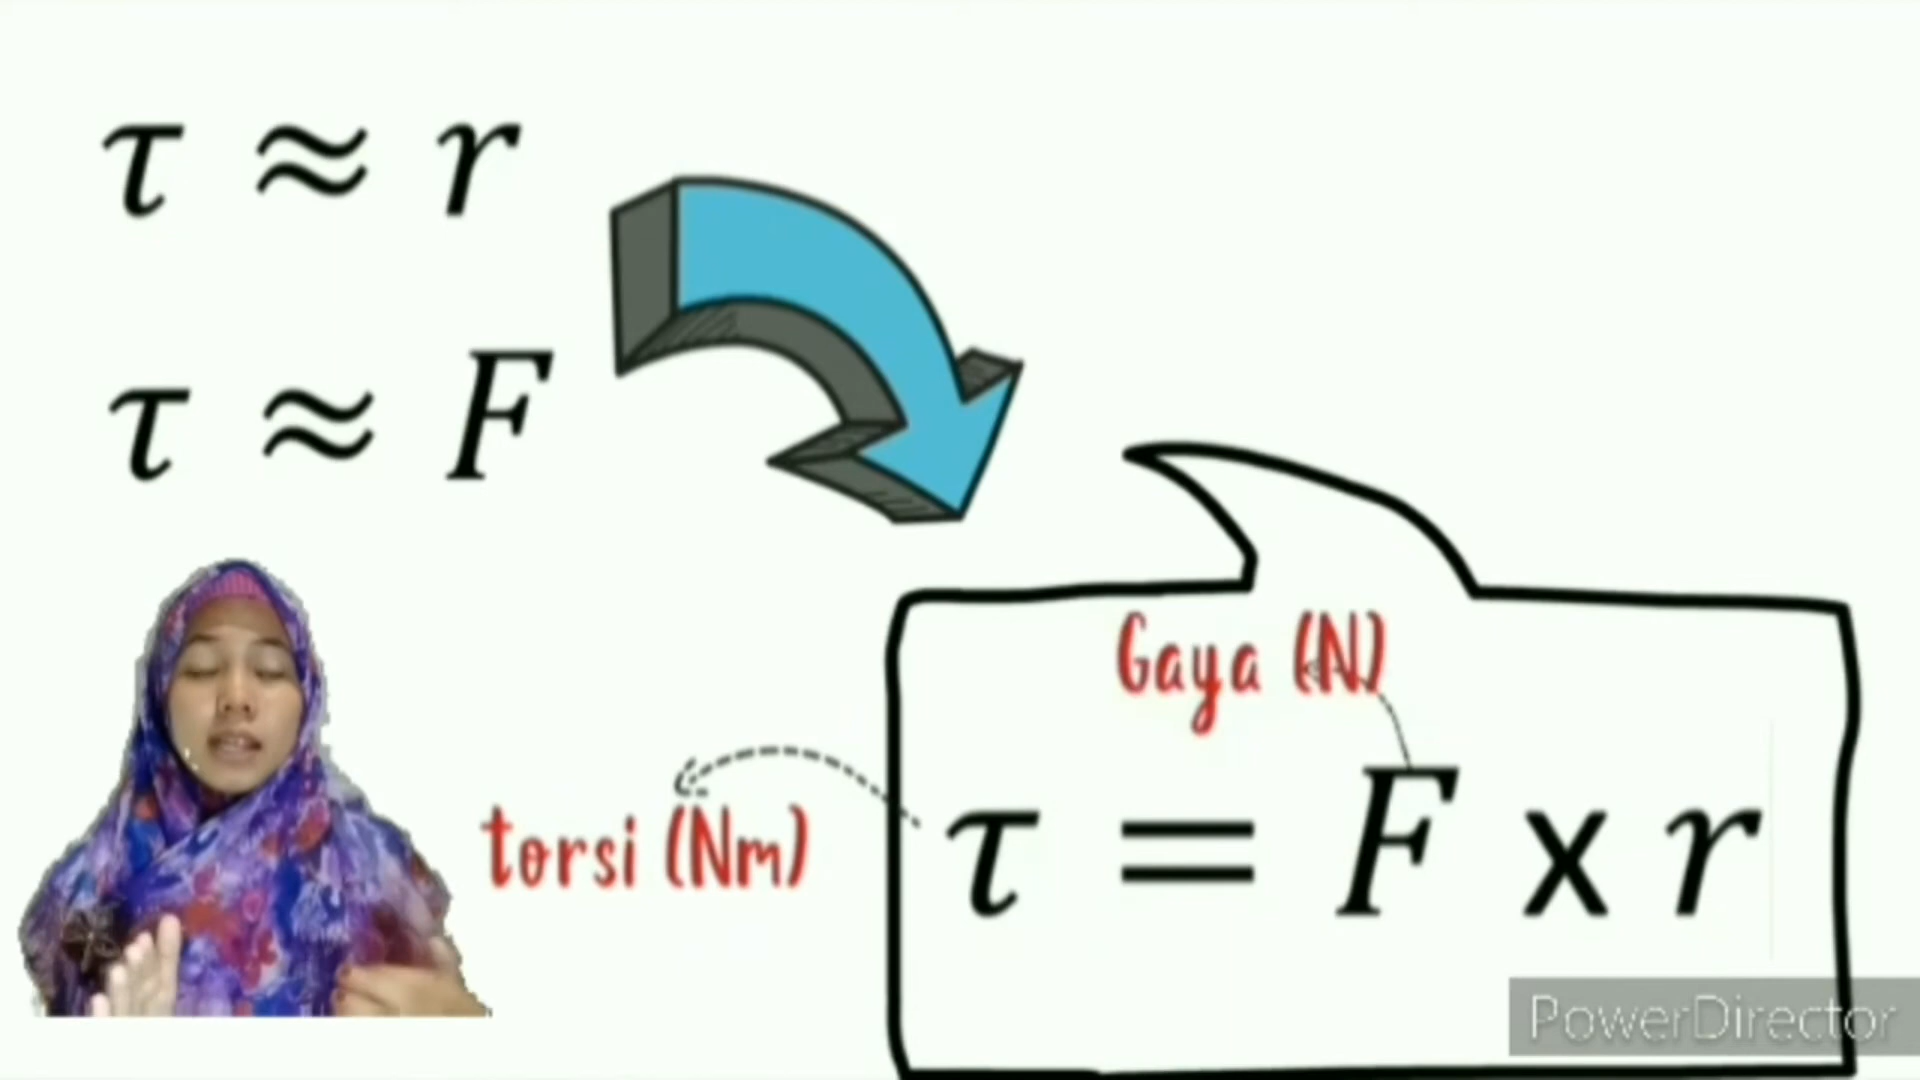 τ ≈ r
τ ≈ F
Gaya (N)
torsi (Nm)
τ = F x r
PowerDirector